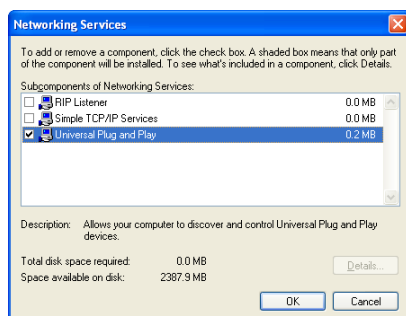 Networking Services
To add or remove a component, click the check box. A shaded box means that only part
of the component will be installed. To see what's included in a component, click Details.
Subcomponents of Networking Services:
RIP Listener 0.0 MB
Simple TCP/IP Services 0.0 MB
Universal Plug and Play 0.2 MB
Description: Allows your computer to discover and control Universal Plug and Play
devices.
Total disk space required: 0.0 MB
Details...
Space available on disk: 2387.9 MB
OK Cancel